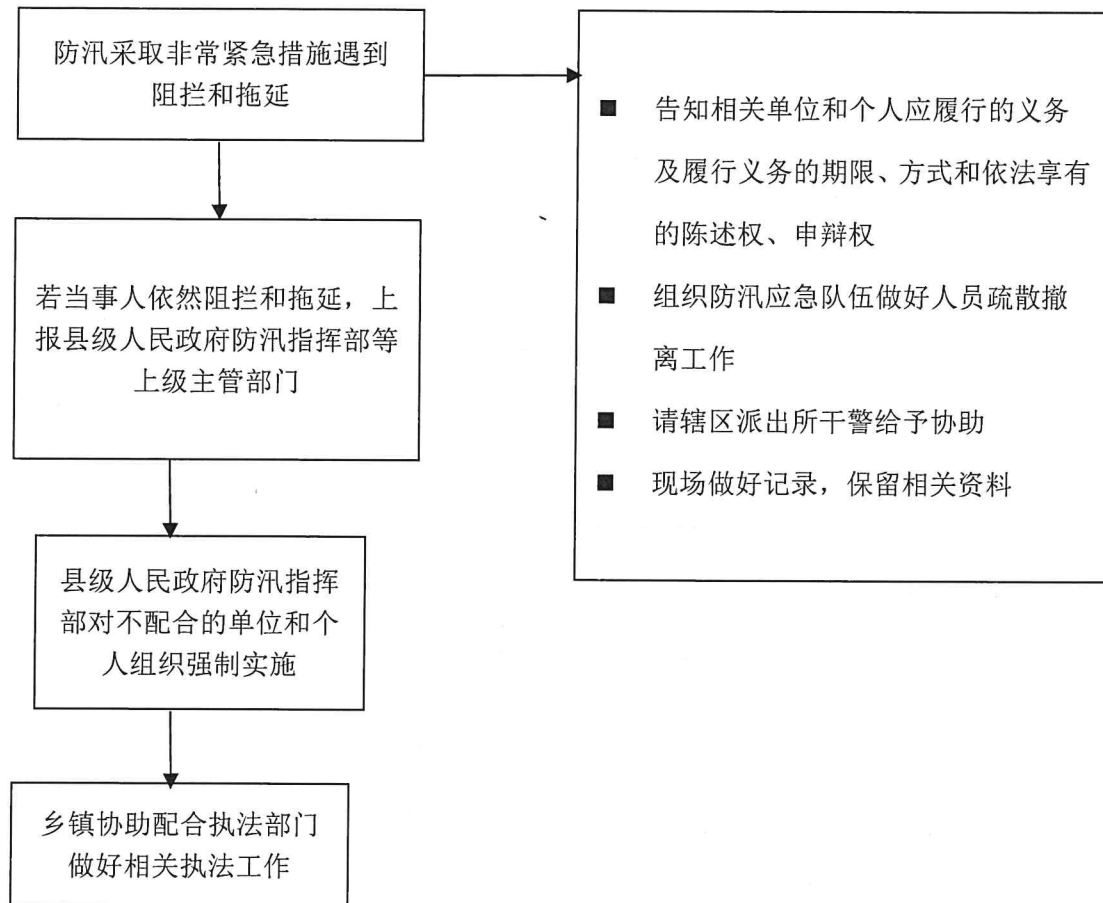 防汛采取非常紧急措施遇到
阻拦和拖延
■ 告知相关单位和个人应履行的义务
及履行义务的期限、方式和依法享有
的陈述权、申辩权
■ 组织防汛应急队伍做好人员疏散撤
离工作
■ 请辖区派出所干警给予协助
■ 现场做好记录，保留相关资料
若当事人依然阻拦和拖延，上
报县级人民政府防汛指挥部等
上级主管部门
县级人民政府防汛指挥
部对不配合的单位和个
人组织强制实施
乡镇协助配合执法部门
做好相关执法工作